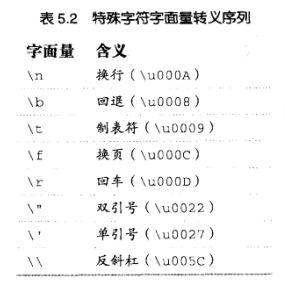 表 5.2 特殊字符字面量转义序列
字面量 含义
\n 换行（\u000A）
\b 回退（\u0008）
\t 制表符（\u0009）
\f 换页（\u000C）
\r 回车（\u000D）
\" 双引号（\u0022）
\' 单引号（\u0027）
\\ 反斜杠（\u005C）